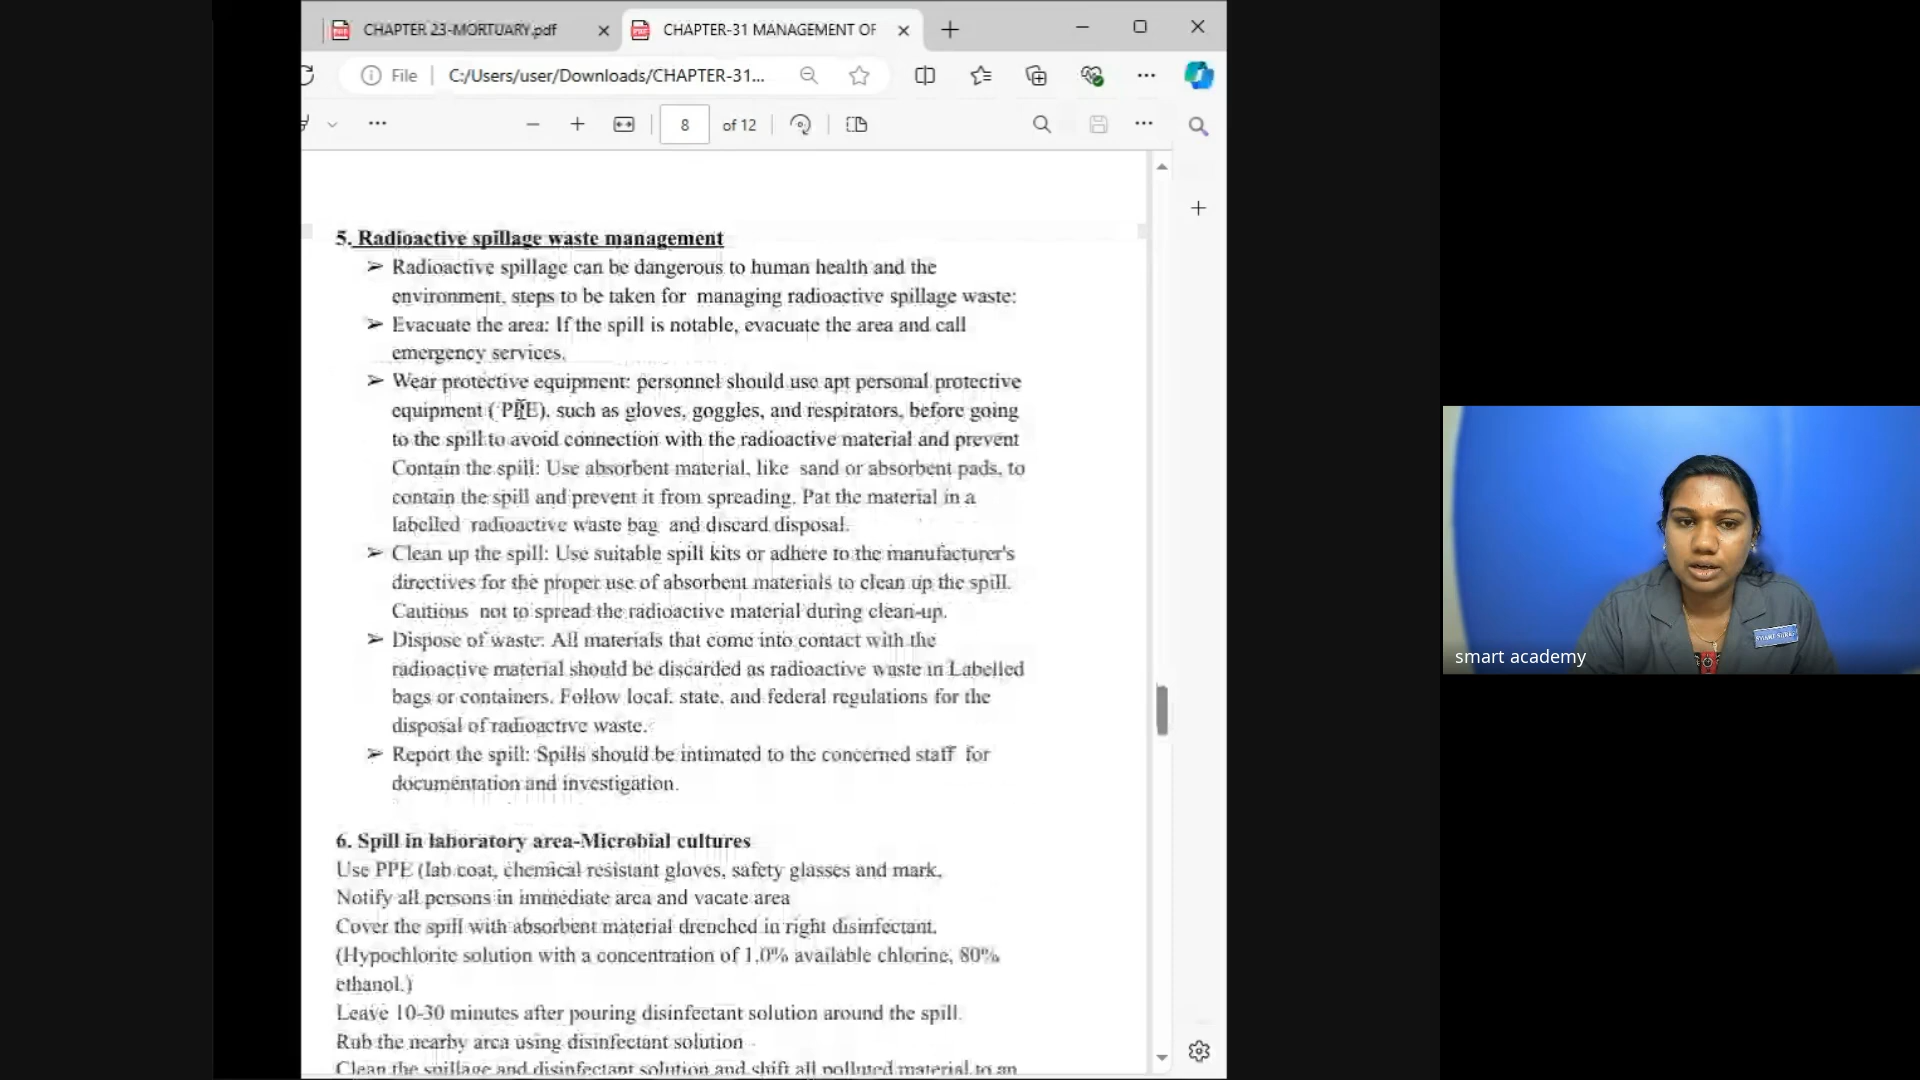 CHAPTER 23-MORTUARY.pdf
CHAPTER-31 MANAGEMENT OF
File
C:/Users/user/Downloads/CHAPTER-31...
8 of 12
5. Radioactive spillage waste management
➢ Radioactive spillage can be dangerous to human health and the
environment, steps to be taken for managing radioactive spillage waste:
➢ Evacuate the area: If the spill is notable, evacuate the area and call
emergency services.
➢ Wear protective equipment: personnel should use apt personal protective
equipment ( PPE), such as gloves, goggles, and respirators, before going
to the spill to avoid connection with the radioactive material and prevent
Contain the spill: Use absorbent material, like sand or absorbent pads, to
contain the spill and prevent it from spreading. Pat the material in a
labelled radioactive waste bag and discard disposal.
➢ Clean up the spill: Use suitable spill kits or adhere to the manufacturer's
directives for the proper use of absorbent materials to clean up the spill.
Cautious not to spread the radioactive material during clean-up.
➢ Dispose of waste: All materials that come into contact with the
radioactive material should be discarded as radioactive waste in Labelled
bags or containers. Follow local, state, and federal regulations for the
disposal of radioactive waste.
➢ Report the spill: Spills should be intimated to the concerned staff for
documentation and investigation.
6. Spill in laboratory area-Microbial cultures
Use PPE (lab coat, chemical resistant gloves, safety glasses and mark,
Notify all persons in immediate area and vacate area
Cover the spill with absorbent material drenched in right disinfectant.
(Hypochlorite solution with a concentration of 1.0% available chlorine, 80%
ethanol.)
Leave 10-30 minutes after pouring disinfectant solution around the spill.
Rub the nearby area using disinfectant solution
Clean the spillage and disinfectant solution and shift all polluted material to an
smart academy